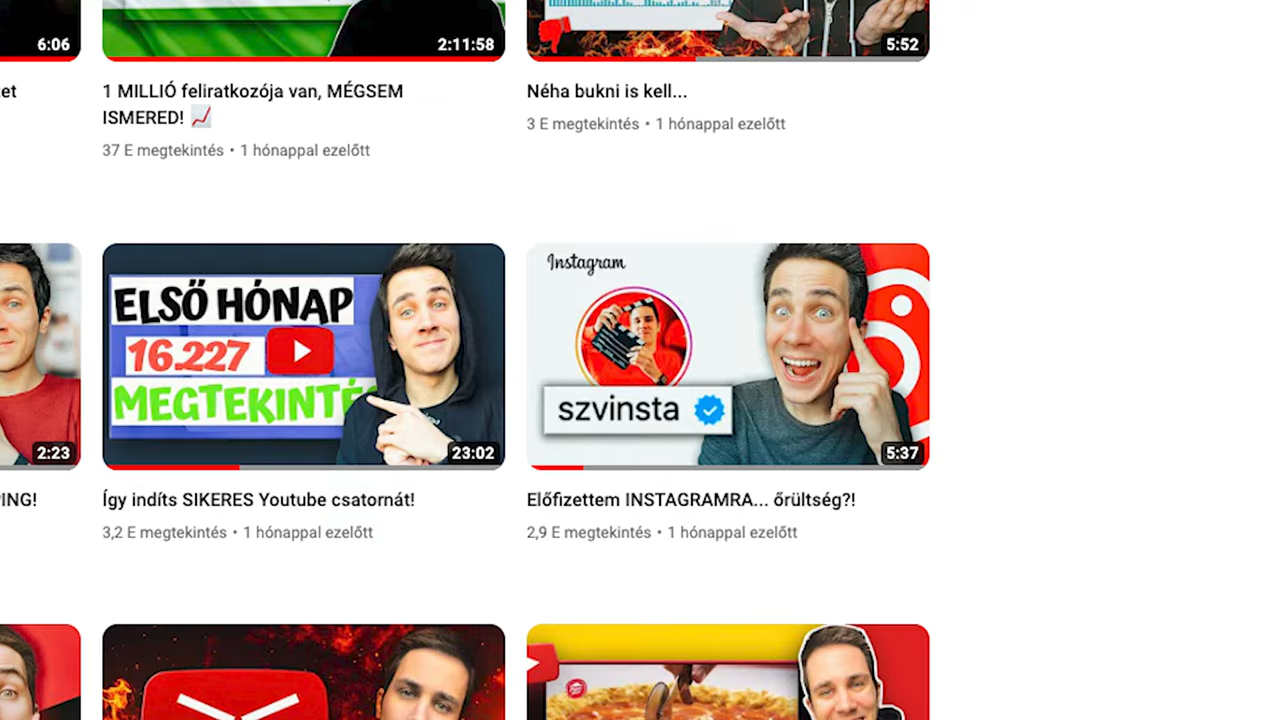 6:06
2:11:58
5:52
et
1 MILLIÓ feliratkozója van, MÉGSEM
ISMERED! 📈
37 E megtekintés • 1 hónappal ezelőtt
Néha bukni is kell...
3 E megtekintés • 1 hónappal ezelőtt
2:23
ELSŐ HÓNAP
16.227
MEGTEKINTÉS
23:02
Instagram
szvinsta
5:37
PING!
Így indíts SIKERES Youtube csatornát!
3,2 E megtekintés • 1 hónappal ezelőtt
Előfizettem INSTAGRAMRA... őrültség?!
2,9 E megtekintés • 1 hónappal ezelőtt